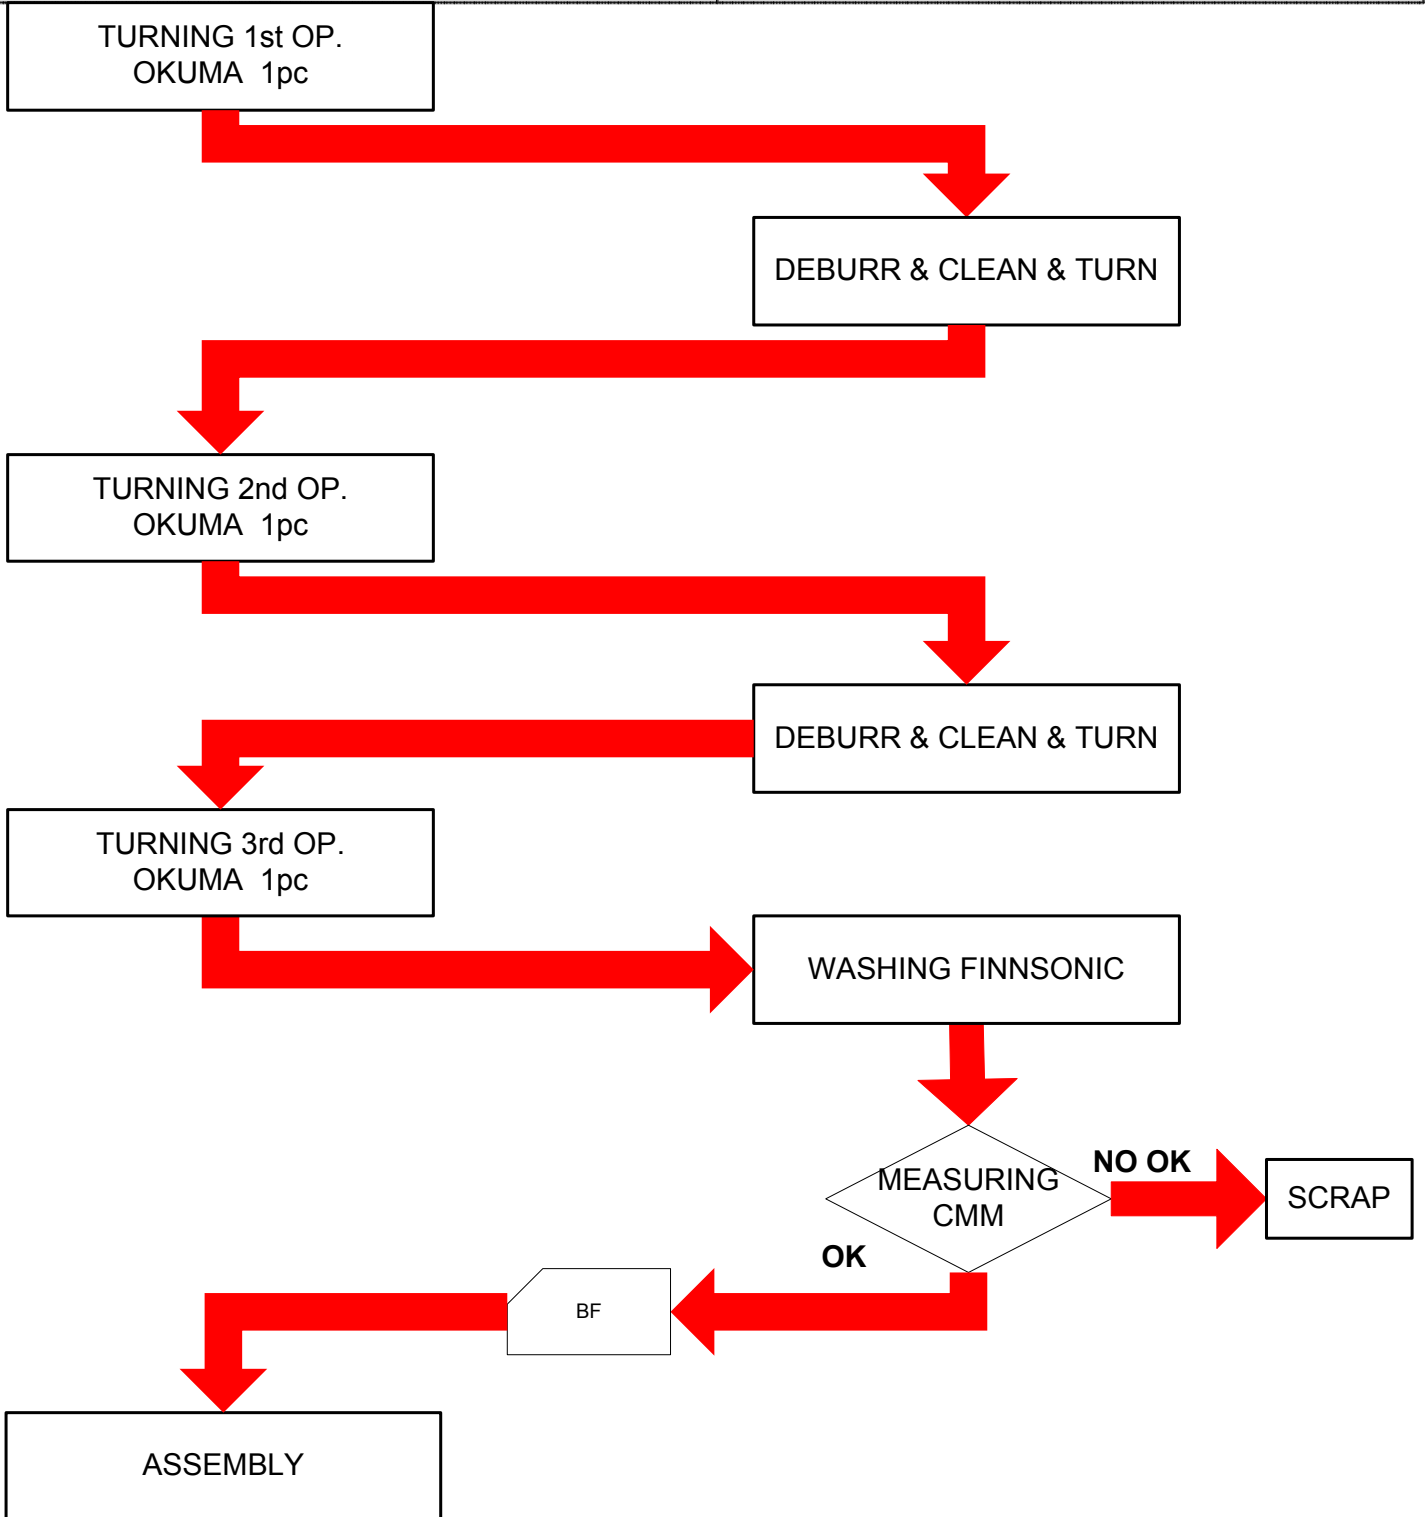 TURNING 1st OP.
OKUMA 1pc
DEBURR & CLEAN & TURN
TURNING 2nd OP.
OKUMA 1pc
DEBURR & CLEAN & TURN
TURNING 3rd OP.
OKUMA 1pc
WASHING FINNSONIC
MEASURING
CMM
NO OK
SCRAP
OK
BF
ASSEMBLY